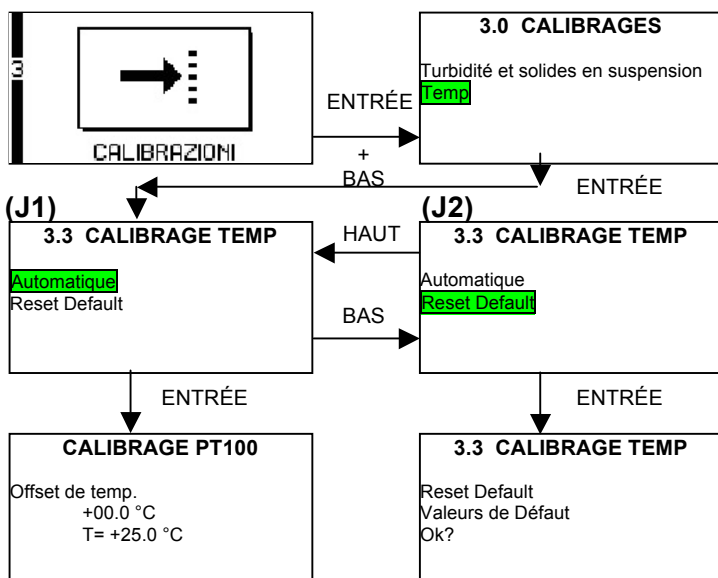 3
CALIBRAZIONI
ENTRÉE
+
BAS
3.0 CALIBRAGES
Turbidité et solides en suspension
Temp
ENTRÉE
(J1)
3.3 CALIBRAGE TEMP
Automatique
Reset Default
HAUT
BAS
(J2)
3.3 CALIBRAGE TEMP
Automatique
Reset Default
ENTRÉE
ENTRÉE
CALIBRAGE PT100
Offset de temp.
+00.0 °C
T= +25.0 °C
3.3 CALIBRAGE TEMP
Reset Default
Valeurs de Défaut
Ok?